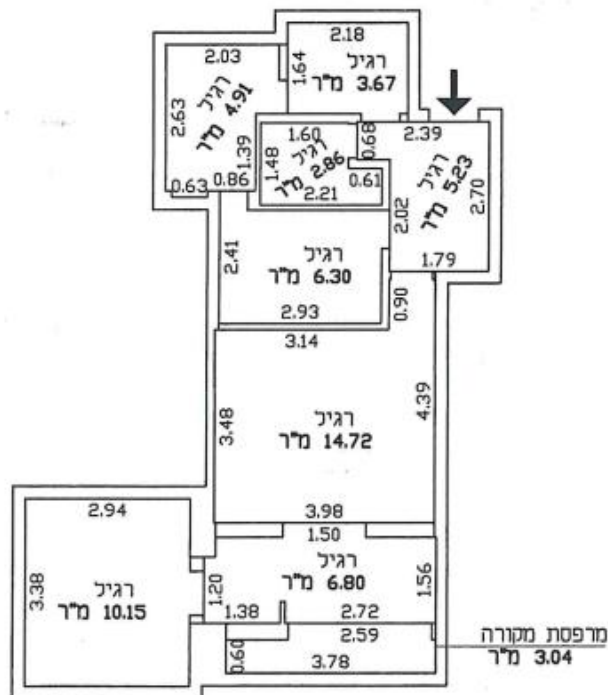 2.18
רגיל
3.67 מ"ר
1.64
2.03
רגיל
4.91 מ"ר
2.63
1.39
0.63
0.86
1.60
רגיל
2.86 מ"ר
1.48
0.61
2.21
0.68
2.39
רגיל
5.23 מ"ר
2.70
2.02
1.79
2.41
רגיל
6.30 מ"ר
2.93
0.90
3.14
3.48
רגיל
14.72 מ"ר
4.39
3.98
1.50
2.94
3.38
רגיל
10.15 מ"ר
1.20
רגיל
6.80 מ"ר
1.56
1.38
2.72
2.59
0.60
3.78
מרפסת מקורה
3.04 מ"ר